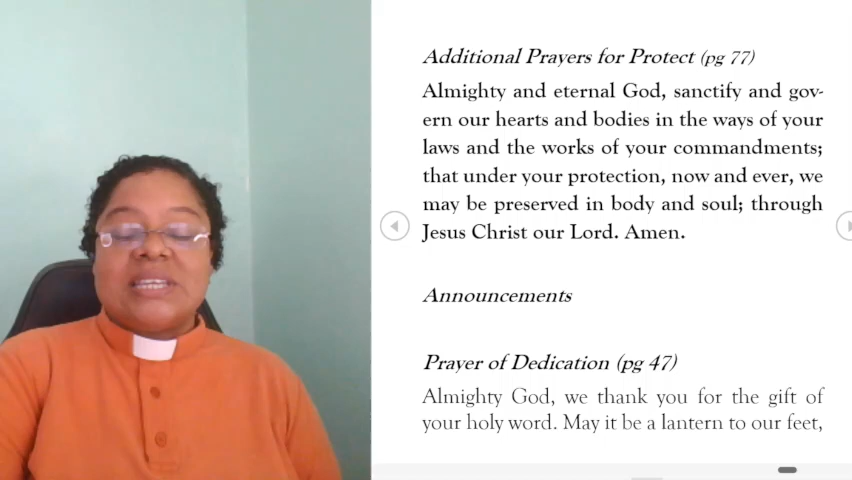 Additional Prayers for Protect (pg 77)
Almighty and eternal God, sanctify and gov-
ern our hearts and bodies in the ways of your
laws and the works of your commandments;
that under your protection, now and ever, we
may be preserved in body and soul; through
Jesus Christ our Lord. Amen.
Announcements
Prayer of Dedication (pg 47)
Almighty God, we thank you for the gift of
your holy word. May it be a lantern to our feet,